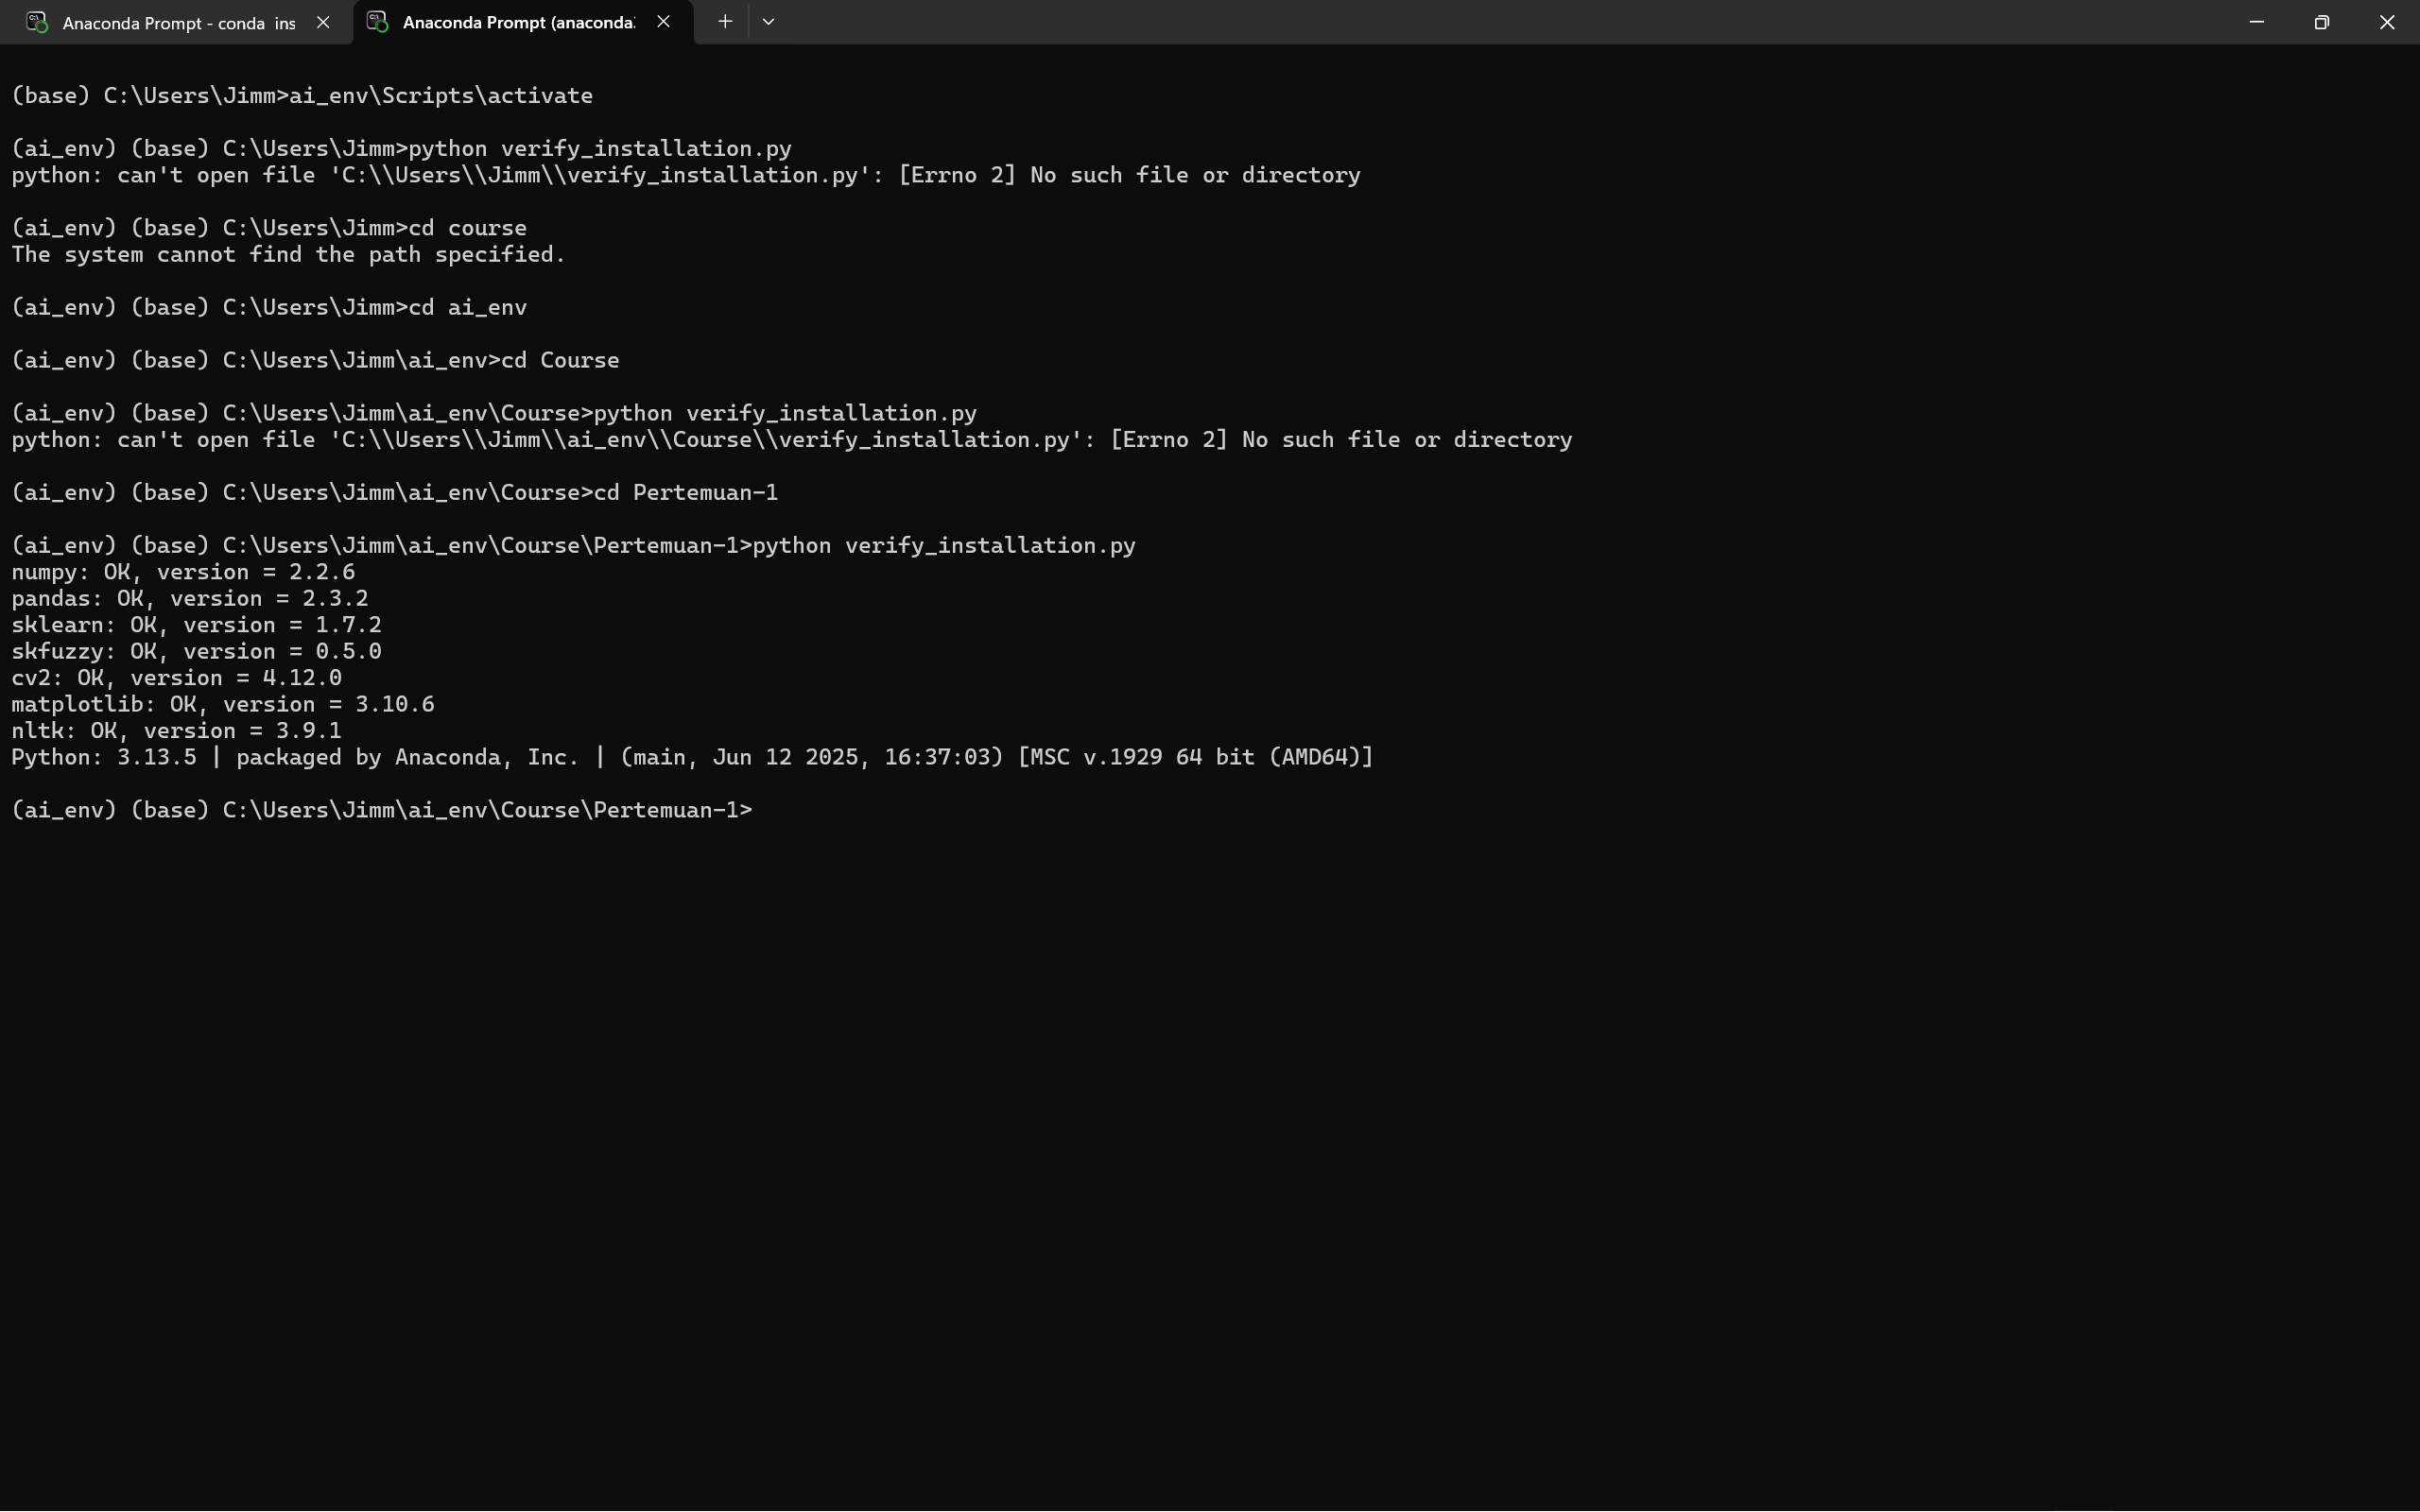 Anaconda Prompt - conda ins
Anaconda Prompt (anaconda
(base) C:\Users\Jimm>ai_env\Scripts\activate
(ai_env) (base) C:\Users\Jimm>python verify_installation.py
python: can't open file 'C:\\Users\\Jimm\\verify_installation.py': [Errno 2] No such file or directory
(ai_env) (base) C:\Users\Jimm>cd course
The system cannot find the path specified.
(ai_env) (base) C:\Users\Jimm>cd ai_env
(ai_env) (base) C:\Users\Jimm\ai_env>cd Course
(ai_env) (base) C:\Users\Jimm\ai_env\Course>python verify_installation.py
python: can't open file 'C:\\Users\\Jimm\\ai_env\\Course\\verify_installation.py': [Errno 2] No such file or directory
(ai_env) (base) C:\Users\Jimm\ai_env\Course>cd Pertemuan-1
(ai_env) (base) C:\Users\Jimm\ai_env\Course\Pertemuan-1>python verify_installation.py
numpy: OK, version = 2.2.6
pandas: OK, version = 2.3.2
sklearn: OK, version = 1.7.2
skfuzzy: OK, version = 0.5.0
cv2: OK, version = 4.12.0
matplotlib: OK, version = 3.10.6
nltk: OK, version = 3.9.1
Python: 3.13.5 | packaged by Anaconda, Inc. | (main, Jun 12 2025, 16:37:03) [MSC v.1929 64 bit (AMD64)]
(ai_env) (base) C:\Users\Jimm\ai_env\Course\Pertemuan-1>